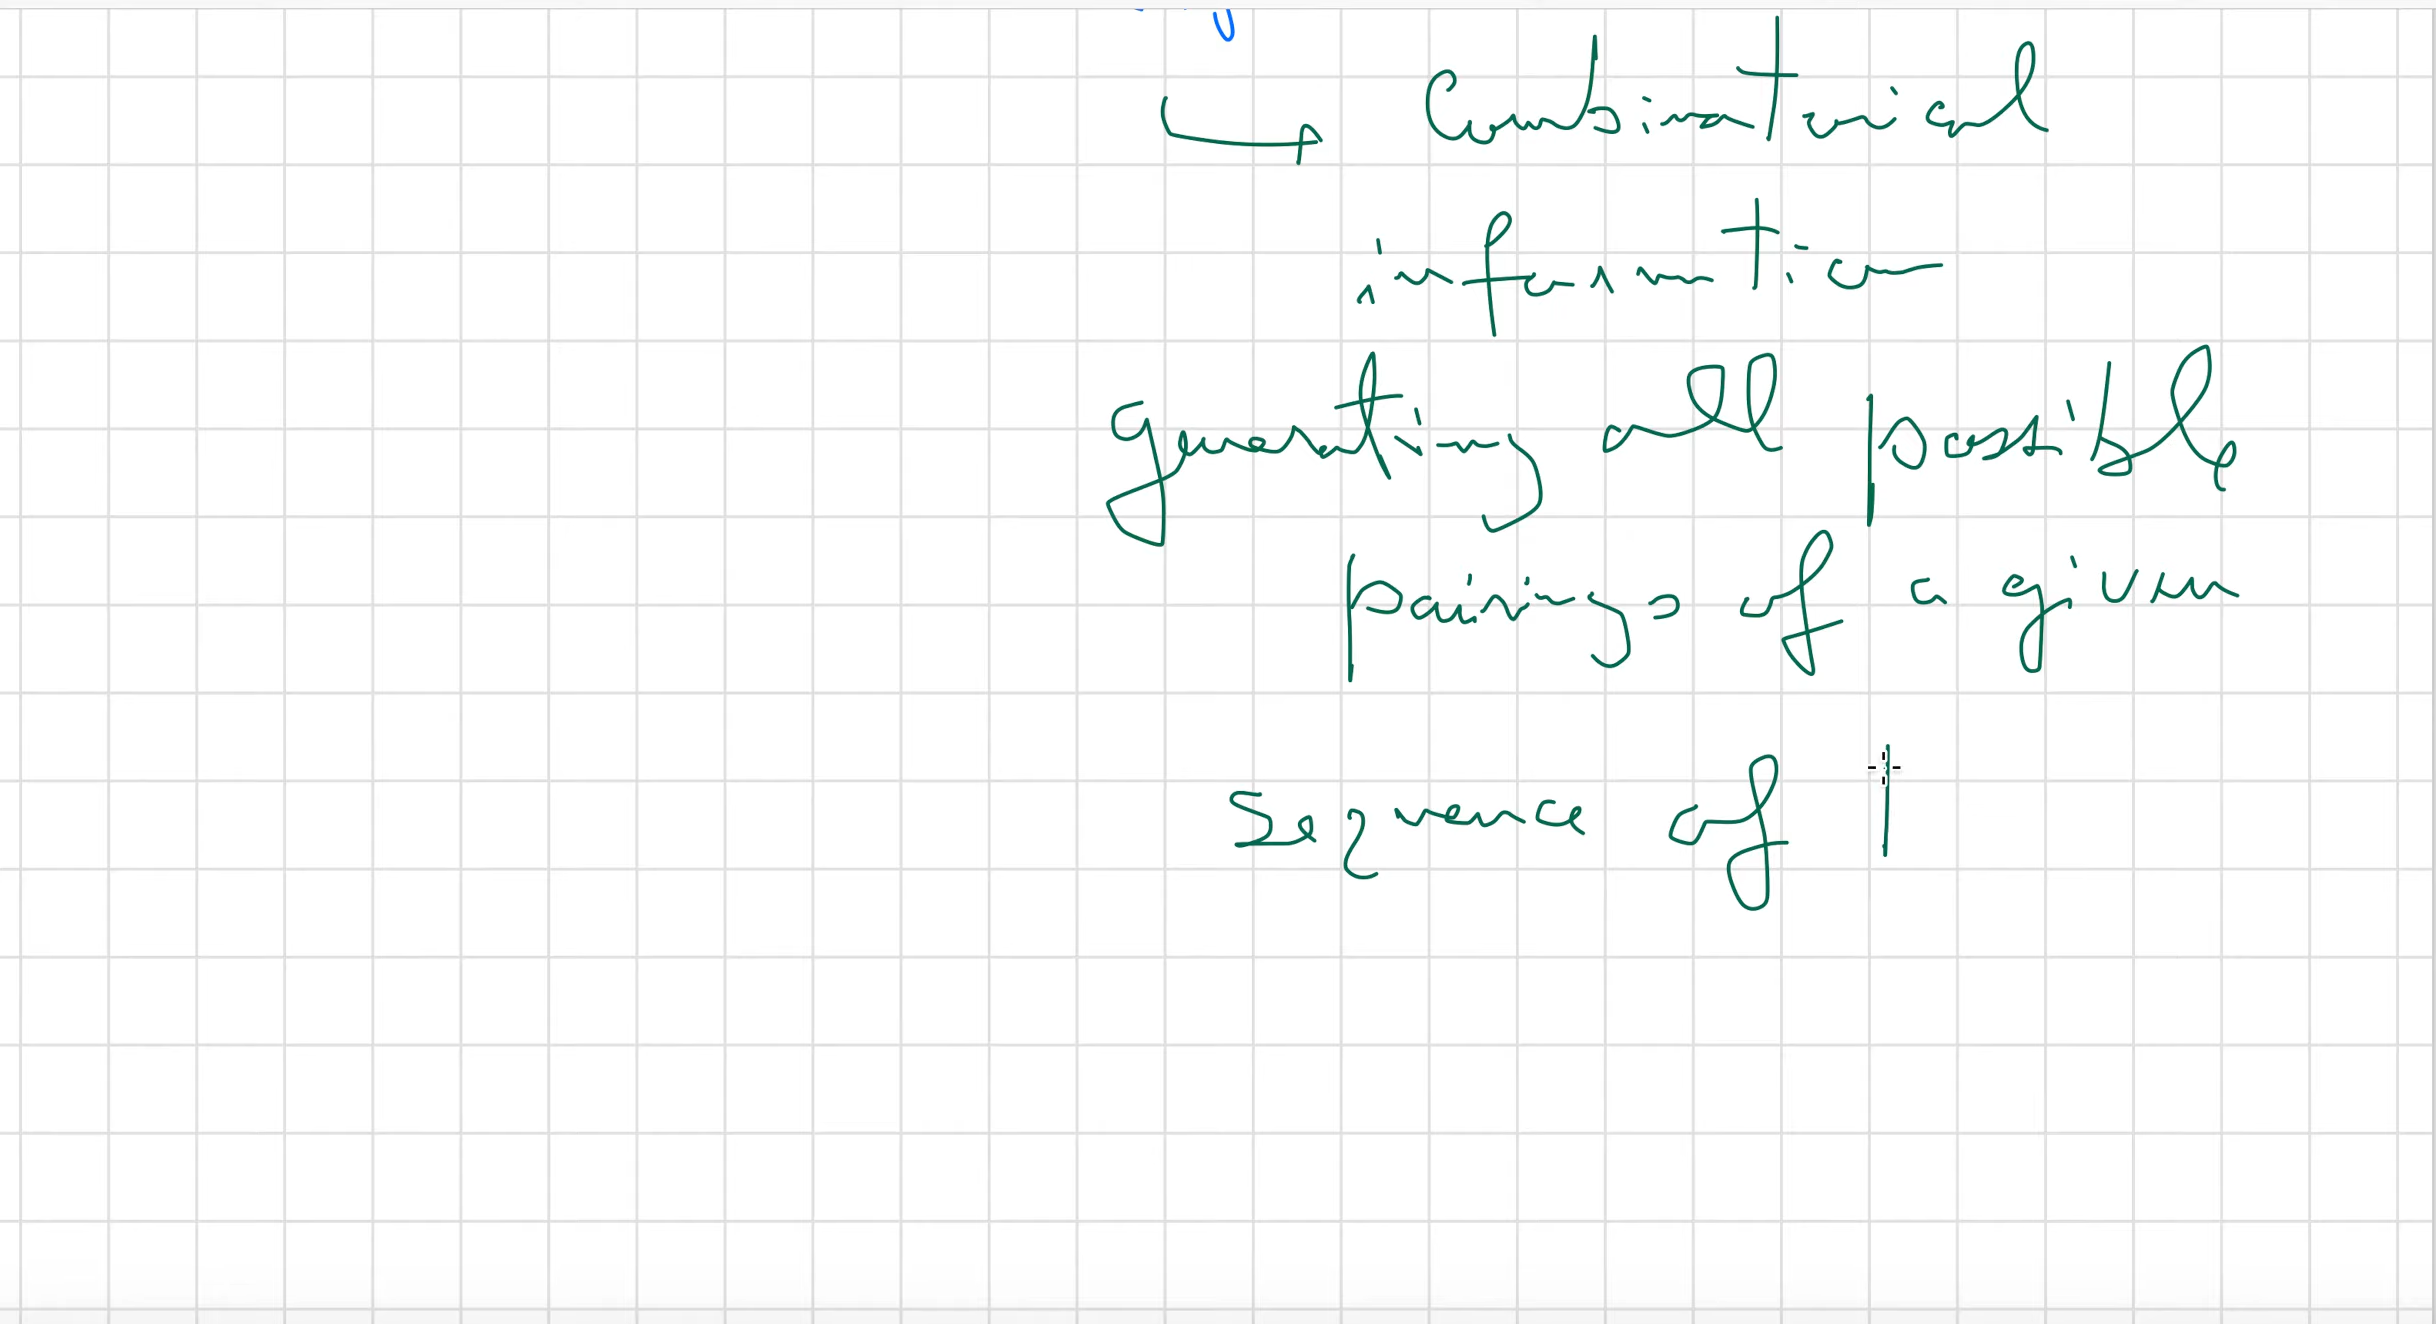 Combinatorial
information
generating all possible
pairings of a given
Sequence of